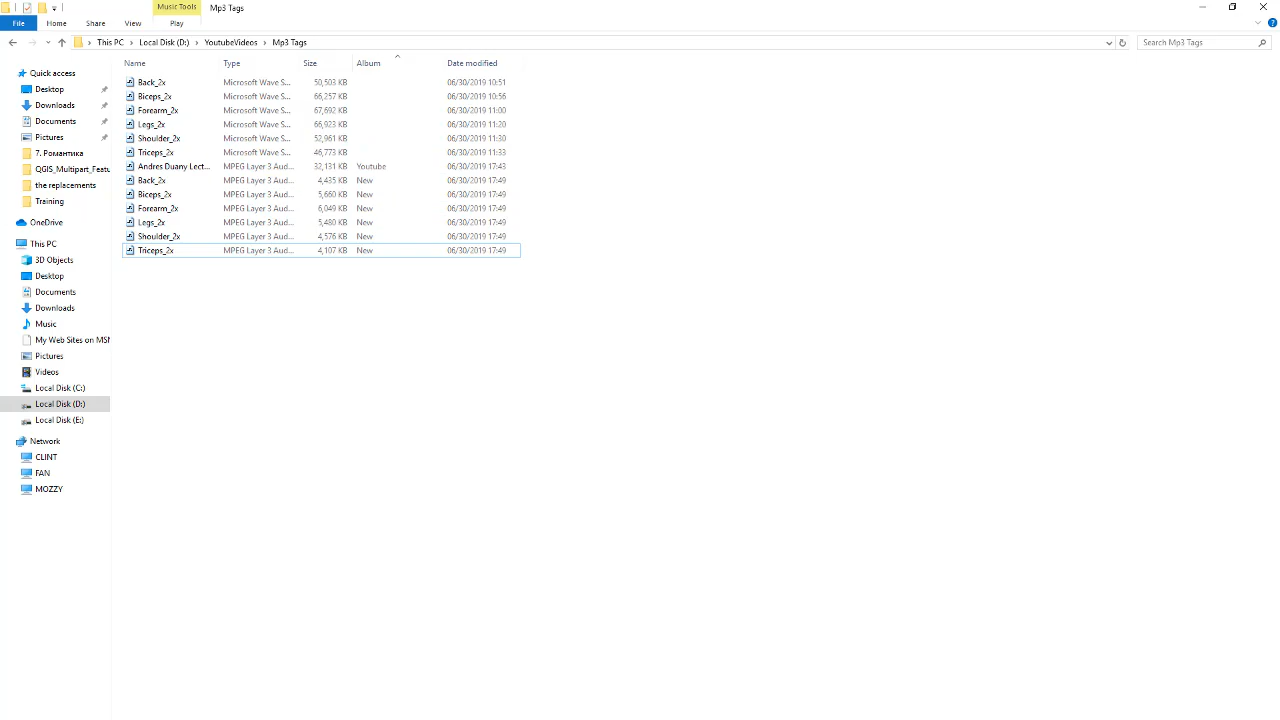 Music Tools Mp3 Tags
File Home Share View Play
This PC Local Disk (D:) YoutubeVideos Mp3 Tags Search Mp3 Tags
Name Type Size Album Date modified
Back_2x Microsoft Wave S... 50,503 KB 06/30/2019 10:51
Biceps_2x Microsoft Wave S... 66,257 KB 06/30/2019 10:56
Forearm_2x Microsoft Wave S... 67,692 KB 06/30/2019 11:00
Legs_2x Microsoft Wave S... 66,923 KB 06/30/2019 11:20
Shoulder_2x Microsoft Wave S... 52,961 KB 06/30/2019 11:30
Triceps_2x Microsoft Wave S... 46,773 KB 06/30/2019 11:33
Andres Duany Lect... MPEG Layer 3 Aud... 32,131 KB Youtube 06/30/2019 17:43
Back_2x MPEG Layer 3 Aud... 4,435 KB New 06/30/2019 17:49
Biceps_2x MPEG Layer 3 Aud... 5,660 KB New 06/30/2019 17:49
Forearm_2x MPEG Layer 3 Aud... 6,049 KB New 06/30/2019 17:49
Legs_2x MPEG Layer 3 Aud... 5,480 KB New 06/30/2019 17:49
Shoulder_2x MPEG Layer 3 Aud... 4,576 KB New 06/30/2019 17:49
Triceps_2x MPEG Layer 3 Aud... 4,107 KB New 06/30/2019 17:49
Quick access
Desktop
Downloads
Documents
Pictures
7. Романтика
QGIS_Multipart_Featu
the replacements
Training
OneDrive
This PC
3D Objects
Desktop
Documents
Downloads
Music
My Web Sites on MSN
Pictures
Videos
Local Disk (C:)
Local Disk (D:)
Local Disk (E:)
Network
CLINT
FAN
MOZZY